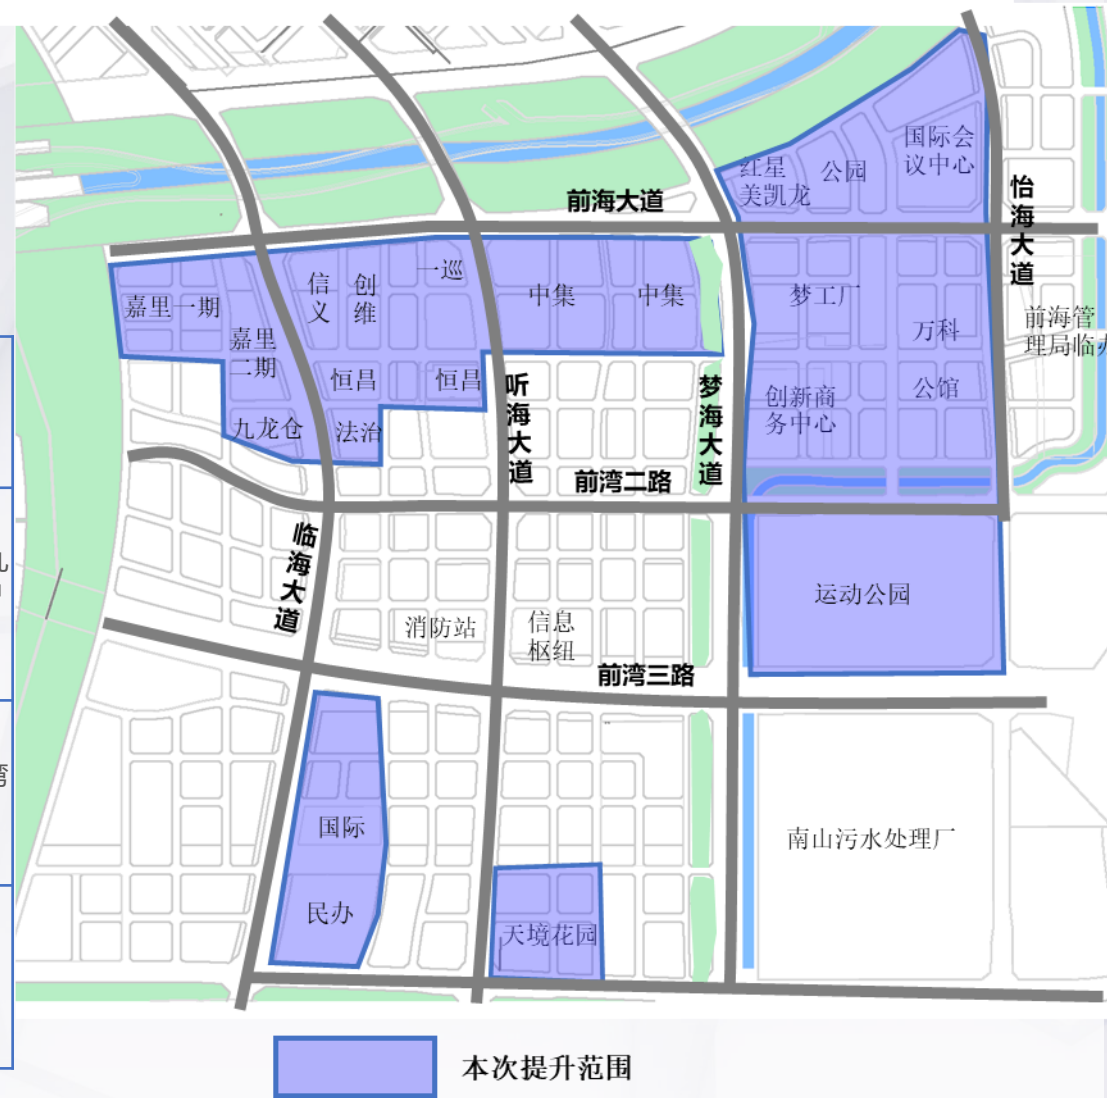 国际会
议中心
红星
美凯龙
公园
怡海大道
前海大道
一巡
信义
创维
嘉里一期
中集
中集
梦工厂
前海管
理局临
万科
嘉里
二期
恒昌
恒昌
听海大道
梦海大道
公馆
创新商
务中心
九龙仓
法治
前湾二路
临海大道
运动公园
消防站
信息
枢纽
前湾三路
国际
南山污水处理厂
民办
天境花园
本次提升范围